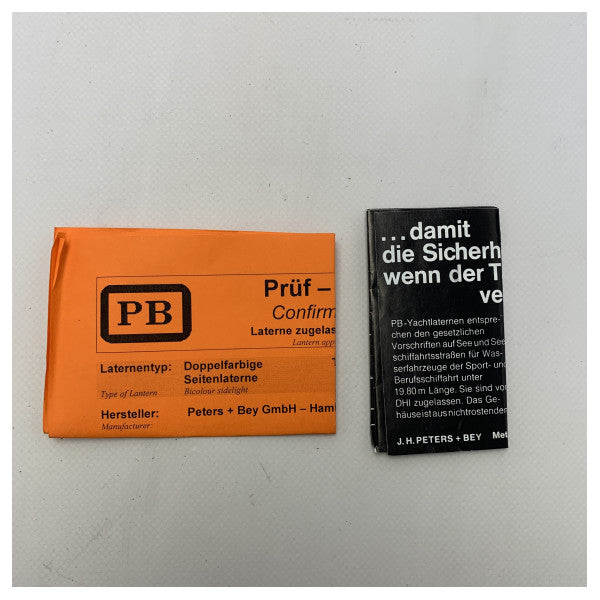 PB
Prüf –
Confirm
Laterne zugelas
Lantern app
Laternentyp: Doppelfarbige
Seitenlaterne
Type of Lantern Bicolour sidelight
Hersteller: Peters + Bey GmbH – Ham
Manufacturer:
...damit
die Sicherh
wenn der T
ve
PB-Yachtlaternen entspre-
chen den gesetzlichen
Vorschriften auf See und See
schiffahrtsstraßen für Was-
serfahrzeuge der Sport- und
Berufsschiffahrt unter
19,80 m Länge. Sie sind vo
DHI zugelassen. Das Ge-
häuse ist aus nichtrostende
J. H. PETERS + BEY Met